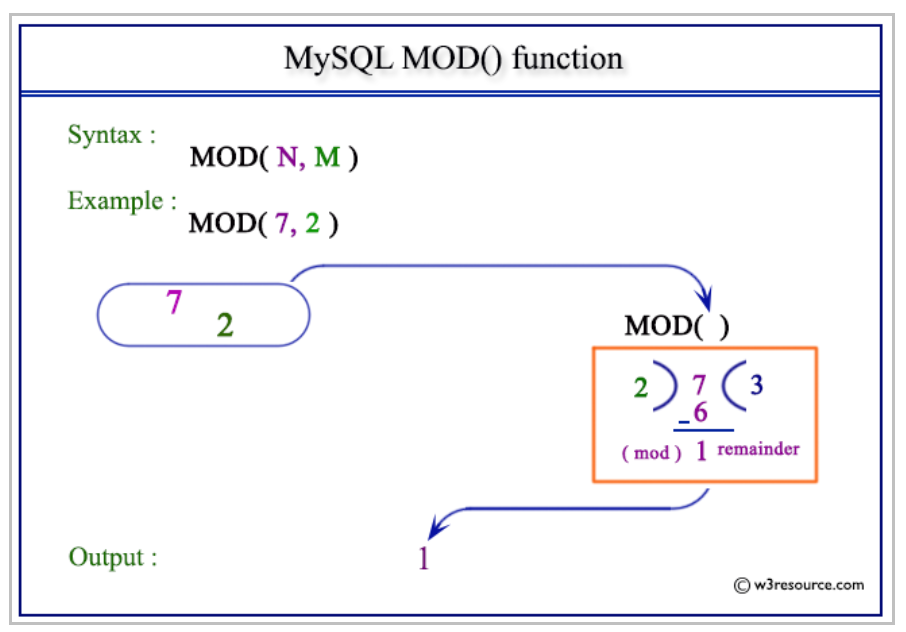 MySQL MOD() function
Syntax :
MOD( N, M )
Example :
MOD( 7, 2 )
7
2
MOD( )
2 ) 7 ( 3
- 6
( mod ) 1 remainder
Output :
1
© w3resource.com